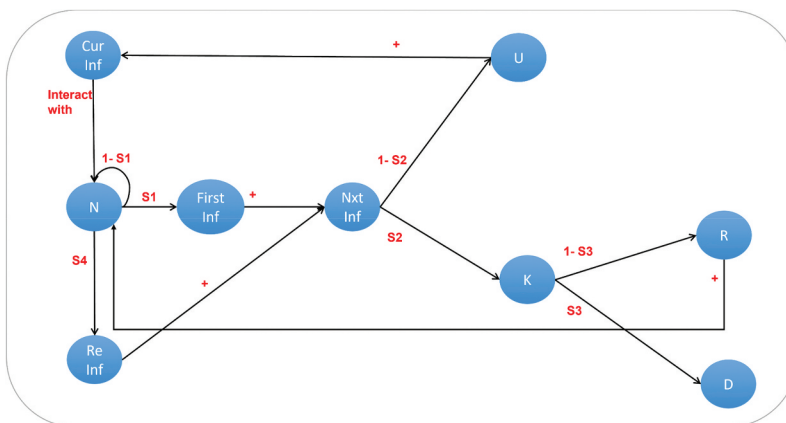 Cur
Inf
+
U
Interact
with
1- S1
1- S2
N
S1
First
Inf
+
Nxt
Inf
S2
R
1- S3
S4
+
K
+
S3
Re
Inf
D